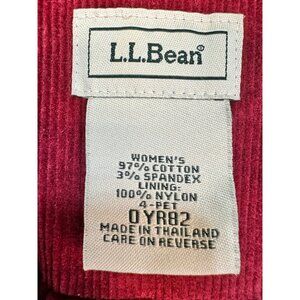 L.L.Bean®
WOMEN'S
97% COTTON
3% SPANDEX
LINING:
100% NYLON
4-PET
0YR82
MADE IN THAILAND
CARE ON REVERSE